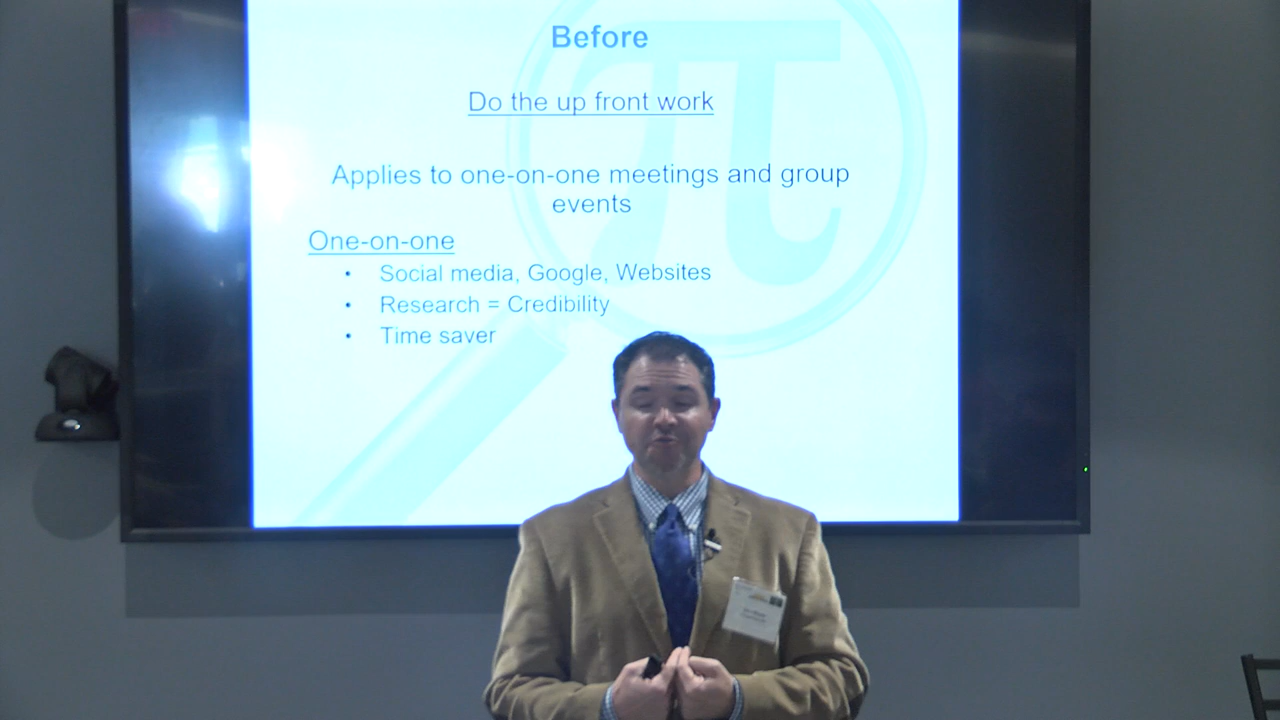 Before
Do the up front work
Applies to one-on-one meetings and group
events
One-on-one
• Social media, Google, Websites
• Research = Credibility
• Time saver
π